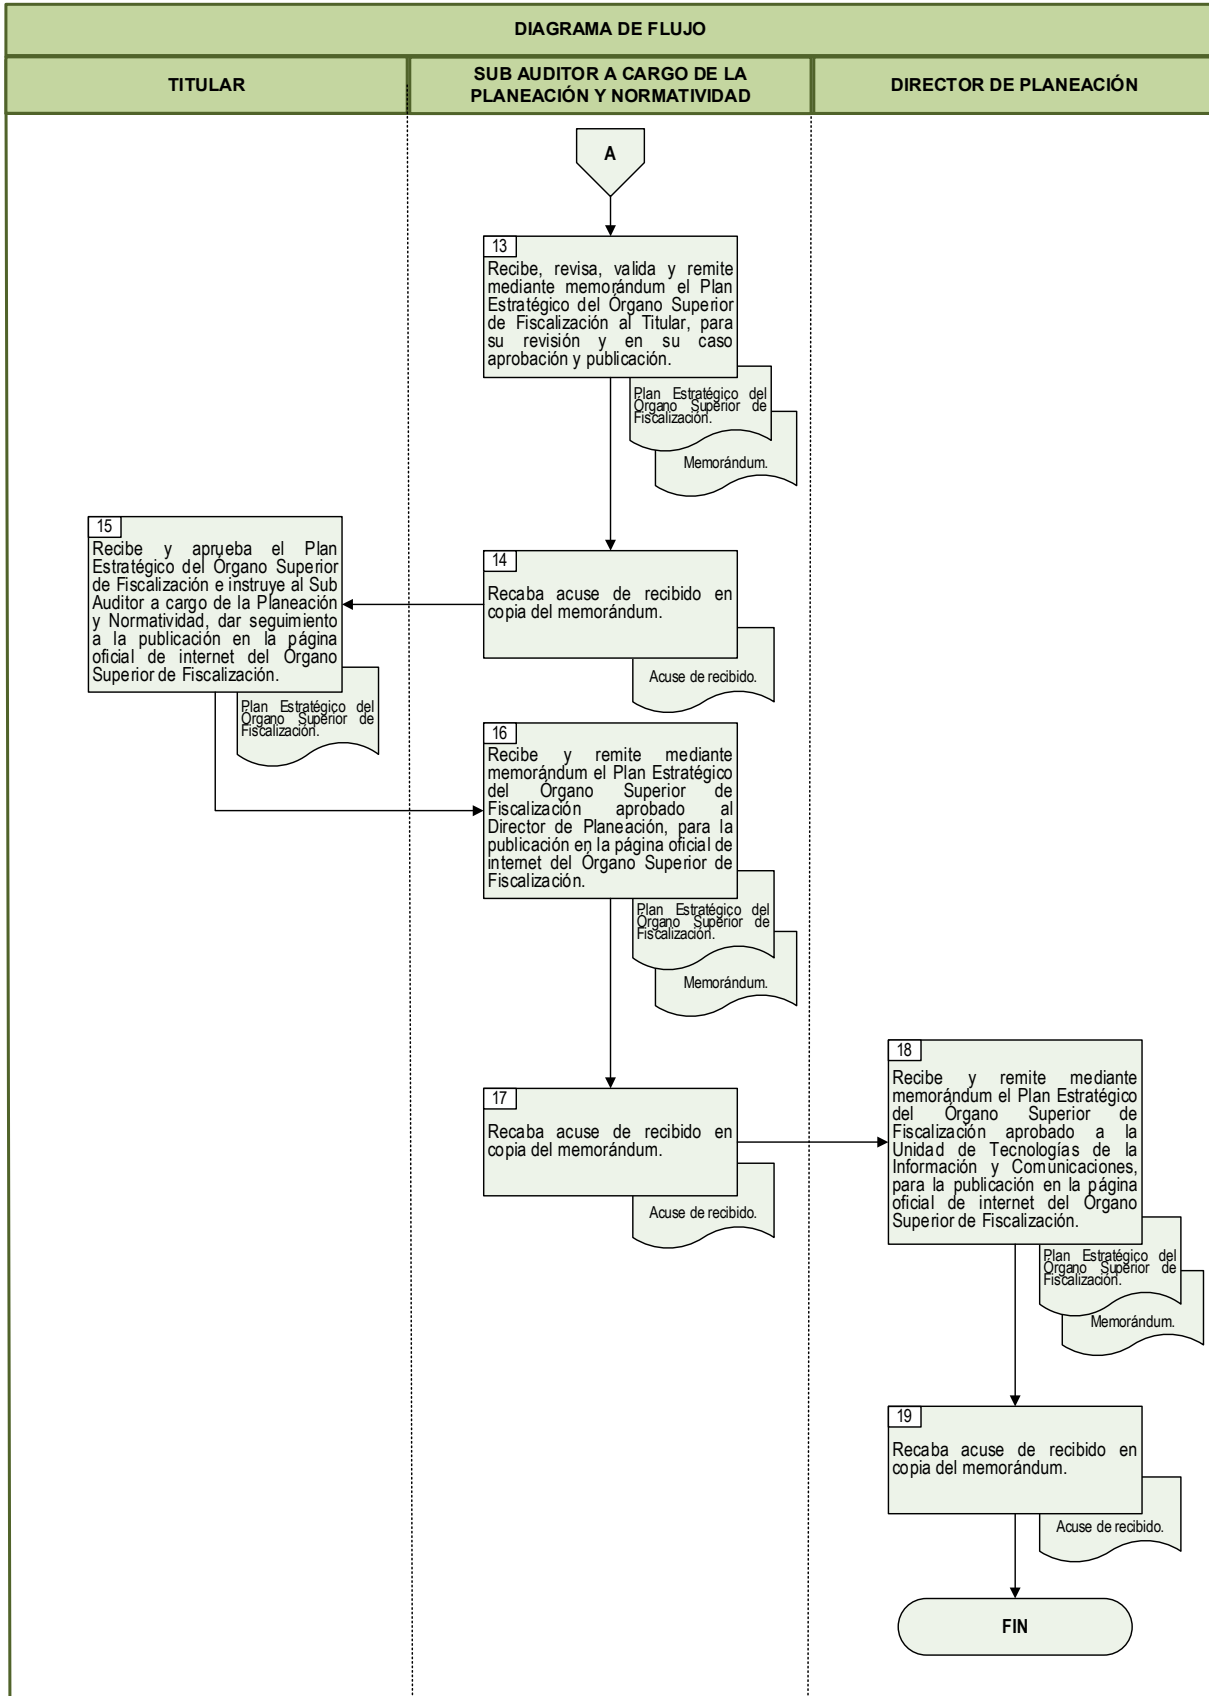 DIAGRAMA DE FLUJO
TITULAR
SUB AUDITOR A CARGO DE LA
PLANEACIÓN Y NORMATIVIDAD
DIRECTOR DE PLANEACIÓN
A
13
Recibe, revisa, valida y remite
mediante memorándum el Plan
Estratégico del Órgano Superior
de Fiscalización al Titular, para
su revisión y en su caso
aprobación y publicación.
Plan Estratégico del
Órgano Superior de
Fiscalización.
Memorándum.
14
Recaba acuse de recibido en
copia del memorándum.
Acuse de recibido.
15
Recibe y aprueba el Plan
Estratégico del Órgano Superior
de Fiscalización e instruye al Sub
Auditor a cargo de la Planeación
y Normatividad, dar seguimiento
a la publicación en la página
oficial de internet del Órgano
Superior de Fiscalización.
Plan Estratégico del
Órgano Superior de
Fiscalización.
16
Recibe y remite mediante
memorándum el Plan Estratégico
del Órgano Superior de
Fiscalización aprobado al
Director de Planeación, para la
publicación en la página oficial de
internet del Órgano Superior de
Fiscalización.
Plan Estratégico del
Órgano Superior de
Fiscalización.
Memorándum.
17
Recaba acuse de recibido en
copia del memorándum.
Acuse de recibido.
18
Recibe y remite mediante
memorándum el Plan Estratégico
del Órgano Superior de
Fiscalización aprobado a la
Unidad de Tecnologías de la
Información y Comunicaciones,
para la publicación en la página
oficial de internet del Órgano
Superior de Fiscalización.
Plan Estratégico del
Órgano Superior de
Fiscalización.
Memorándum.
19
Recaba acuse de recibido en
copia del memorándum.
Acuse de recibido.
FIN